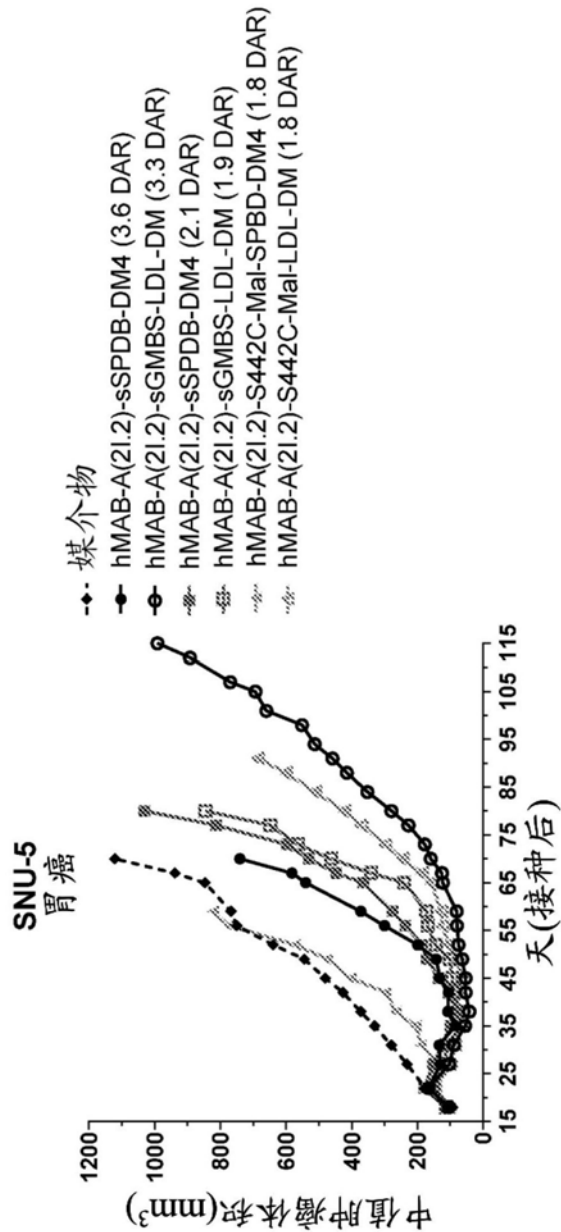 SNU-5
胃癌
中值肿瘤体积(mm³)
1200
1000
800
600
400
200
0
15
25
35
45
55
65
75
85
95
105
115
天(接种后)
媒介物
hMAB-A(2I.2)-sSPDB-DM4 (3.6 DAR)
hMAB-A(2I.2)-sGMBS-LDL-DM (3.3 DAR)
hMAB-A(2I.2)-sSPDB-DM4 (2.1 DAR)
hMAB-A(2I.2)-sGMBS-LDL-DM (1.9 DAR)
hMAB-A(2I.2)-S442C-Mal-SPBD-DM4 (1.8 DAR)
hMAB-A(2I.2)-S442C-Mal-LDL-DM (1.8 DAR)